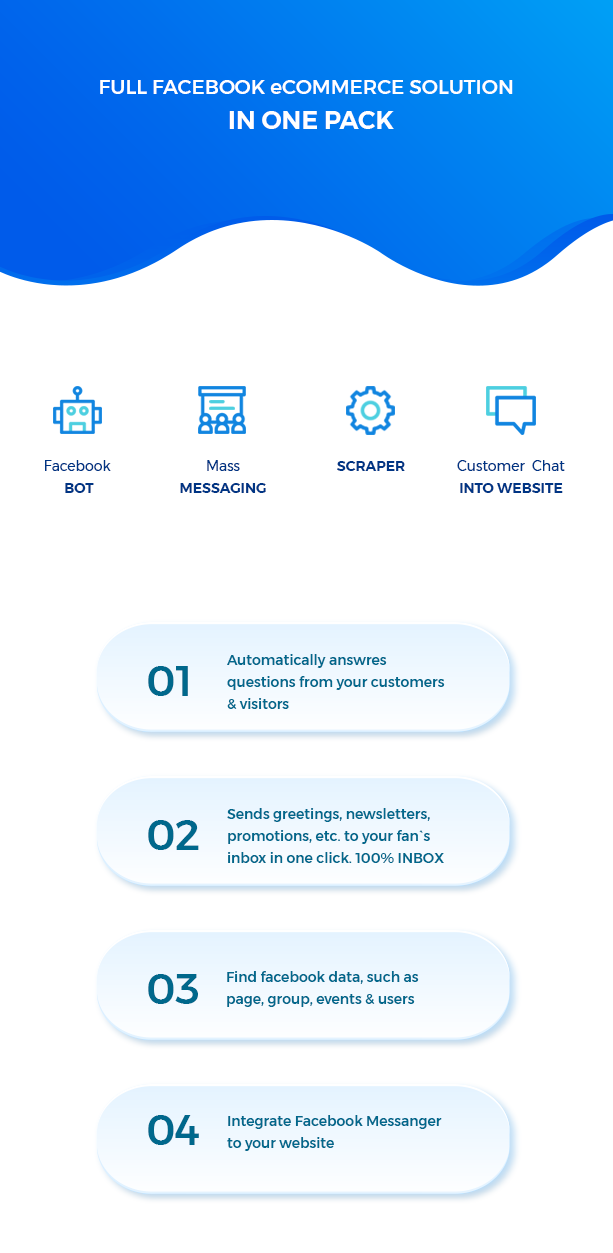 FULL FACEBOOK eCOMMERCE SOLUTION
IN ONE PACK
Facebook
BOT
Mass
MESSAGING
SCRAPER
Customer Chat
INTO WEBSITE
01
Automatically answres
questions from your customers
& visitors
02
Sends greetings, newsletters,
promotions, etc. to your fan`s
inbox in one click. 100% INBOX
03
Find facebook data, such as
page, group, events & users
04
Integrate Facebook Messanger
to your website